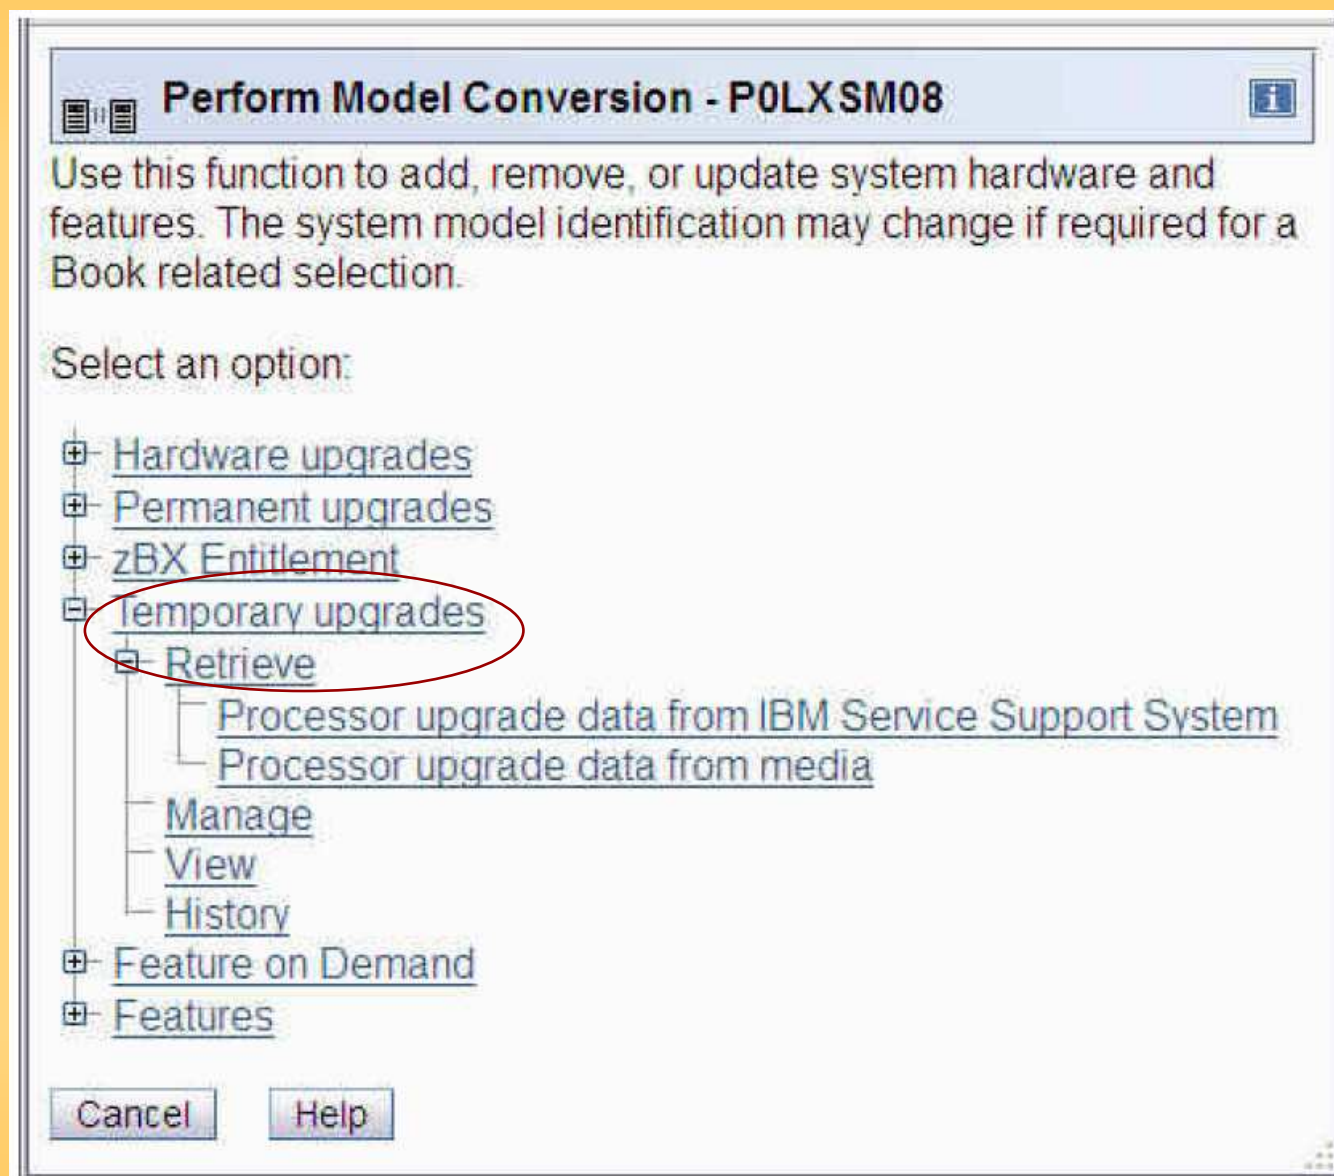 Perform Model Conversion - P0LXSM08
Use this function to add, remove, or update system hardware and
features. The system model identification may change if required for a
Book related selection.
Select an option:
Hardware upgrades
Permanent upgrades
zBX Entitlement
Temporary upgrades
Retrieve
Processor upgrade data from IBM Service Support System
Processor upgrade data from media
Manage
View
History
Feature on Demand
Features
Cancel Help